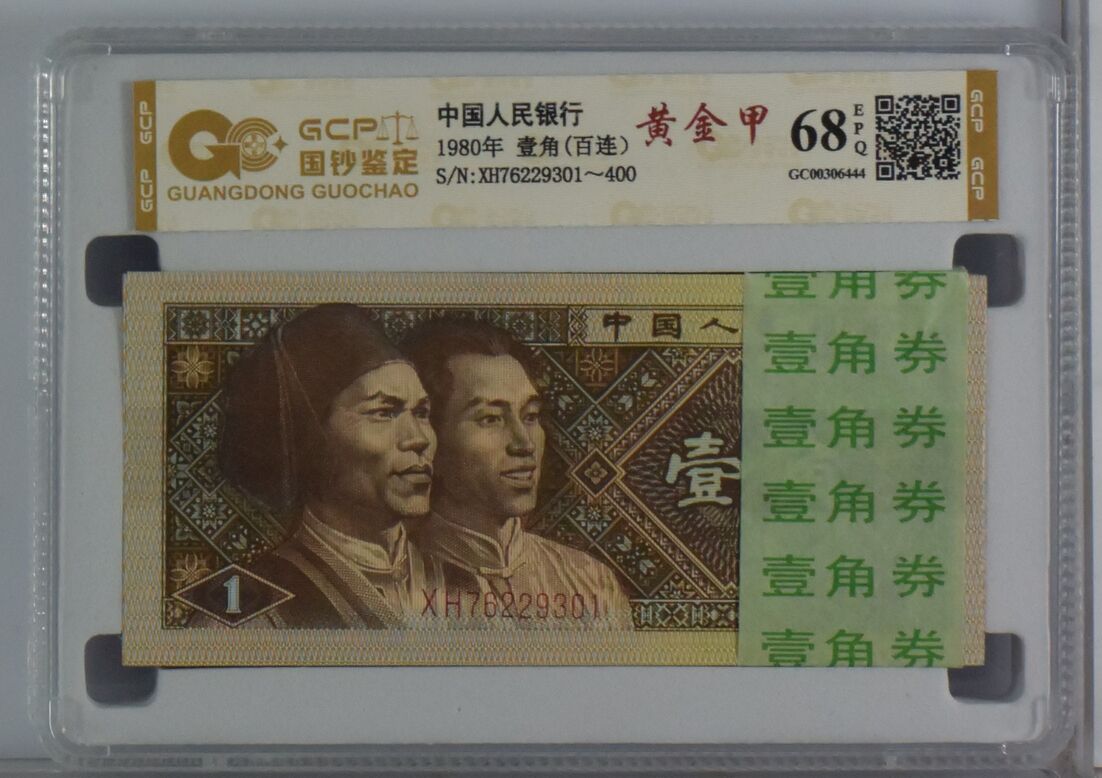 GCP
GCP
GCP
国钞鉴定
GUANGDONG GUOCHAO
中国人民银行
1980年 壹角(百连)
S/N:XH76229301～400
黄金甲
68
EPQ
GC00306444
GCP
GCP
中国人
壹
1
XH76229301
壹角券
壹角券
壹角券
壹角券
壹角券
壹角券